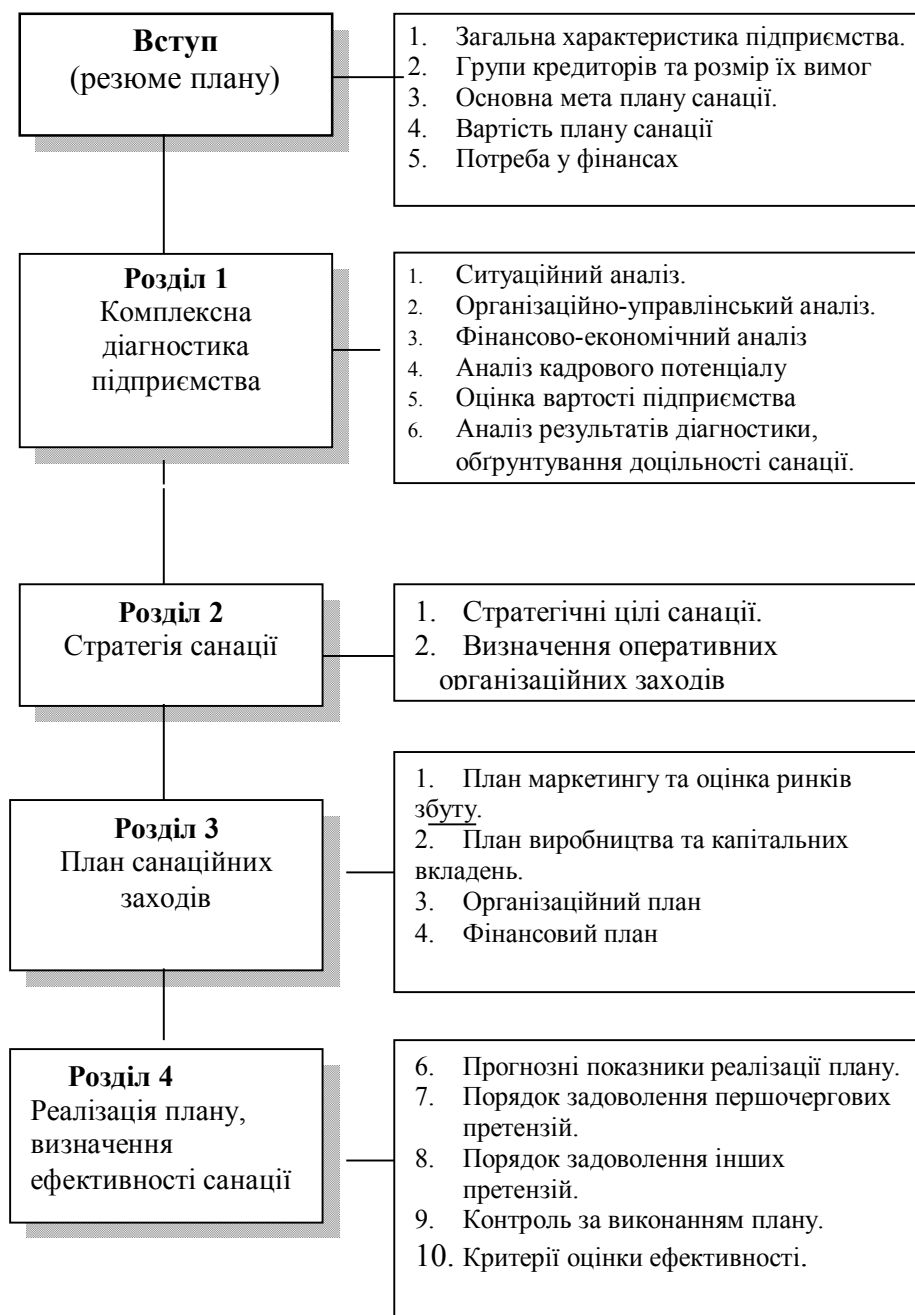 Вступ
(резюме плану)
1. Загальна характеристика підприємства.
2. Групи кредиторів та розмір їх вимог
3. Основна мета плану санації.
4. Вартість плану санації
5. Потреба у фінансах
Розділ 1
Комплексна
діагностика
підприємства
1. Ситуаційний аналіз.
2. Організаційно-управлінський аналіз.
3. Фінансово-економічний аналіз
4. Аналіз кадрового потенціалу
5. Оцінка вартості підприємства
6. Аналіз результатів діагностики,
обґрунтування доцільності санації.
Розділ 2
Стратегія санації
1. Стратегічні цілі санації.
2. Визначення оперативних
організаційних заходів
Розділ 3
План санаційних
заходів
1. План маркетингу та оцінка ринків
збуту.
2. План виробництва та капітальних
вкладень.
3. Організаційний план
4. Фінансовий план
Розділ 4
Реалізація плану,
визначення
ефективності санації
6. Прогнозні показники реалізації плану.
7. Порядок задоволення першочергових
претензій.
8. Порядок задоволення інших
претензій.
9. Контроль за виконанням плану.
10. Критерії оцінки ефективності.